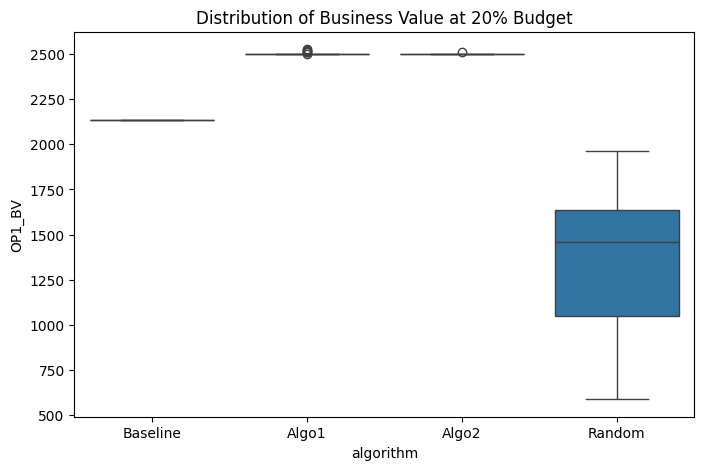 Distribution of Business Value at 20% Budget
OP1_BV
2500
2250
2000
1750
1500
1250
1000
750
500
Baseline
Algo1
Algo2
Random
algorithm